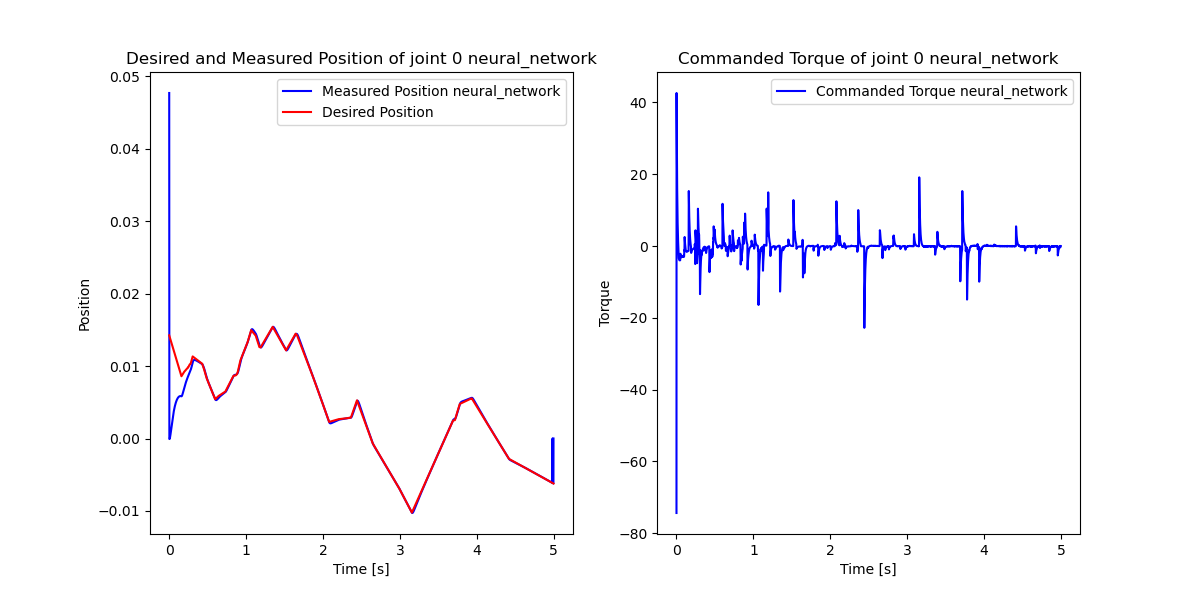 Desired and Measured Position of joint 0 neural_network
Measured Position neural_network
Desired Position
Position
0.05
0.04
0.03
0.02
0.01
0.00
−0.01
0 1 2 3 4 5
Time [s]
Commanded Torque of joint 0 neural_network
Commanded Torque neural_network
Torque
40
20
0
−20
−40
−60
−80
0 1 2 3 4 5
Time [s]